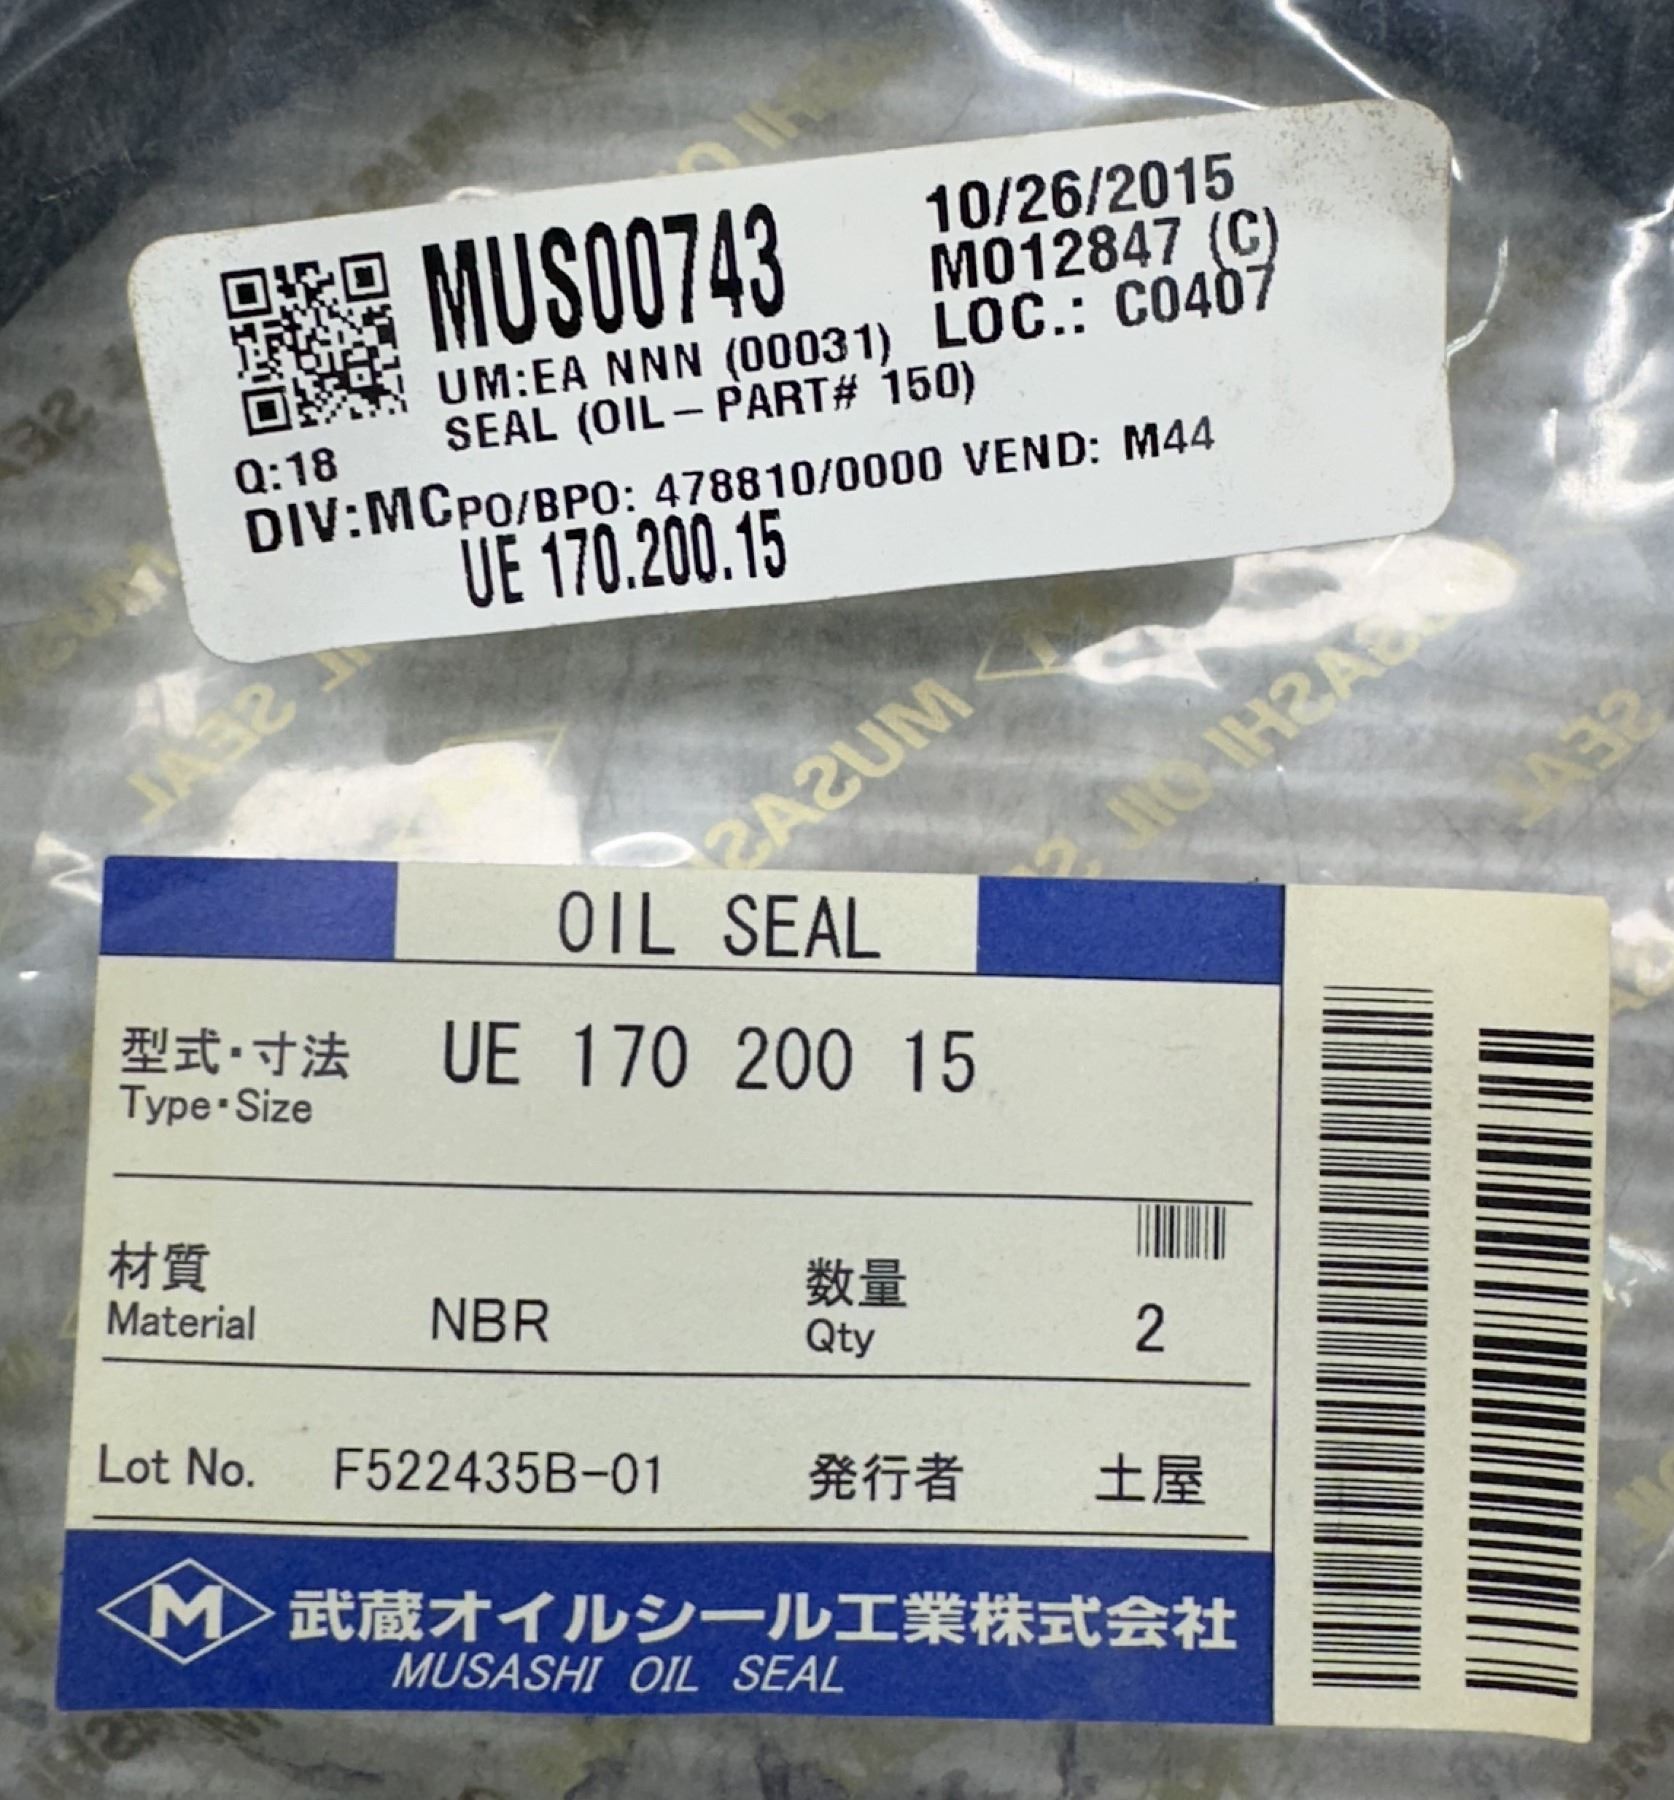 MUS00743
10/26/2015
M012847 (C)
LOC.: C0407
UM:EA NNN (00031)
SEAL (OIL-PART# 150)
Q:18
DIV:MC
PO/BPO: 478810/0000 VEND: M44
UE 170.200.15
OIL SEAL
型式・寸法 UE 170 200 15
Type・Size
材質
Material NBR
数量
Qty 2
Lot No. F522435B-01
発行者 土屋
M 武蔵オイルシール工業株式会社
MUSASHI OIL SEAL